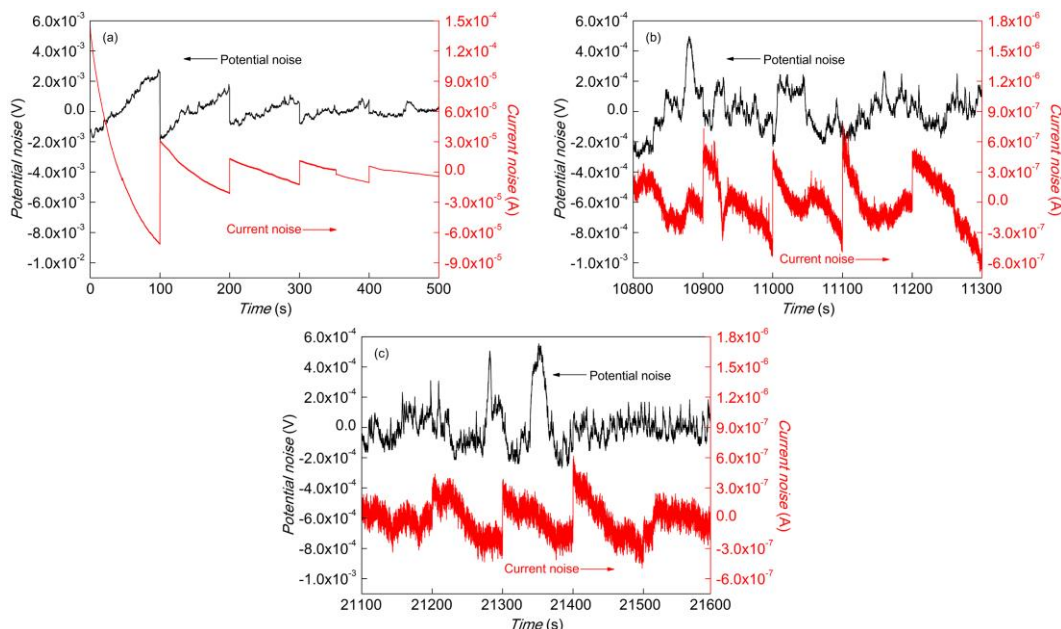 (a)
Potential noise
Current noise
Potential noise (V)
6.0x10⁻³
4.0x10⁻³
2.0x10⁻³
0.0
-2.0x10⁻³
-4.0x10⁻³
-6.0x10⁻³
-8.0x10⁻³
-1.0x10⁻²
0 100 200 300 400 500
Time (s)
1.5x10⁻⁴
1.2x10⁻⁴
9.0x10⁻⁵
6.0x10⁻⁵
3.0x10⁻⁵
0.0
-3.0x10⁻⁵
-6.0x10⁻⁵
-9.0x10⁻⁵
Current noise (A)
(b)
Potential noise
Current noise
Potential noise (V)
6.0x10⁻⁴
4.0x10⁻⁴
2.0x10⁻⁴
0.0
-2.0x10⁻⁴
-4.0x10⁻⁴
-6.0x10⁻⁴
-8.0x10⁻⁴
-1.0x10⁻³
10800 10900 11000 11100 11200 11300
Time (s)
1.8x10⁻⁶
1.5x10⁻⁶
1.2x10⁻⁶
9.0x10⁻⁷
6.0x10⁻⁷
3.0x10⁻⁷
0.0
-3.0x10⁻⁷
-6.0x10⁻⁷
Current noise (A)
(c)
Potential noise
Current noise
Potential noise (V)
6.0x10⁻⁴
4.0x10⁻⁴
2.0x10⁻⁴
0.0
-2.0x10⁻⁴
-4.0x10⁻⁴
-6.0x10⁻⁴
-8.0x10⁻⁴
-1.0x10⁻³
21100 21200 21300 21400 21500 21600
Time (s)
1.8x10⁻⁶
1.5x10⁻⁶
1.2x10⁻⁶
9.0x10⁻⁷
6.0x10⁻⁷
3.0x10⁻⁷
0.0
-3.0x10⁻⁷
-6.0x10⁻⁷
Current noise (A)